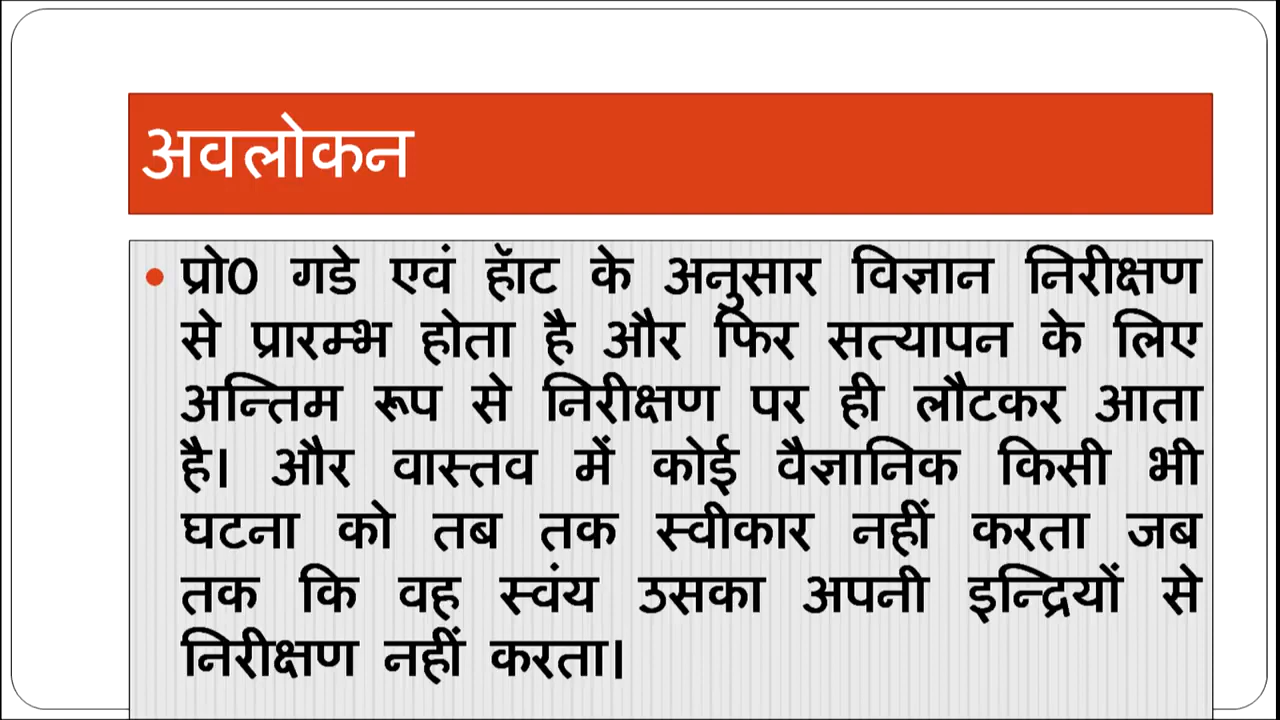 अवलोकन
• प्रो0 गडे एवं हॅाट के अनुसार विज्ञान निरीक्षण
से प्रारम्भ होता है और फिर सत्यापन के लिए
अन्तिम रूप से निरीक्षण पर ही लौटकर आता
है। और वास्तव में कोई वैज्ञानिक किसी भी
घटना को तब तक स्वीकार नहीं करता जब
तक कि वह स्वंय उसका अपनी इन्द्रियों से
निरीक्षण नहीं करता।